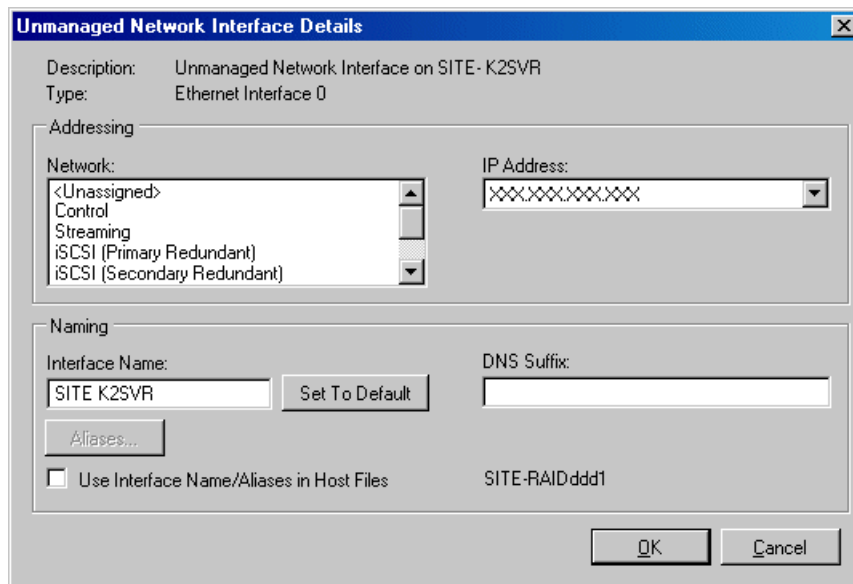 Unmanaged Network Interface Details
Description: Unmanaged Network Interface on SITE- K2SVR
Type: Ethernet Interface 0
Addressing
Network:
IP Address:
<Unassigned>
Control
Streaming
iSCSI (Primary Redundant)
iSCSI (Secondary Redundant)
XXX.XXX.XXX.XXX
Naming
Interface Name:
DNS Suffix:
SITE K2SVR
Set To Default
Aliases...
Use Interface Name/Aliases in Host Files
SITE-RAIDddd1
OK
Cancel